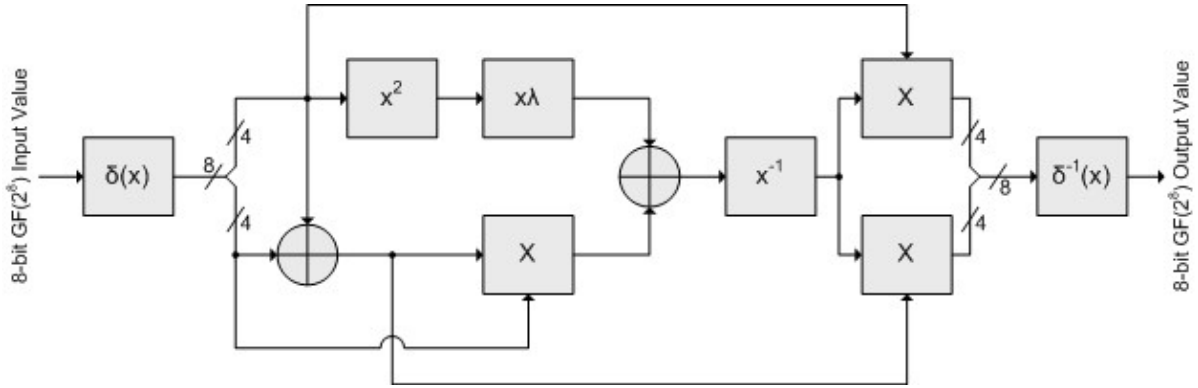 8-bit GF(2⁸) Input Value
δ(x)
8
4
4
x²
xλ
X
x⁻¹
X
X
4
4
8
δ⁻¹(x)
8-bit GF(2⁸) Output Value